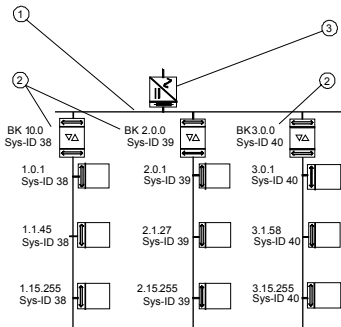 1
3
2
2
BK 10.0
Sys-ID 38
BK 2.0.0
Sys-ID 39
BK3.0.0
Sys-ID 40
1.0.1
Sys-ID 38
2.0.1
Sys-ID 39
3.0.1
Sys-ID 40
1.1.45
Sys-ID 38
2.1.27
Sys-ID 39
3.1.58
Sys-ID 40
1.15.255
Sys-ID 38
2.15.255
Sys-ID 39
3.15.255
Sys-ID 40